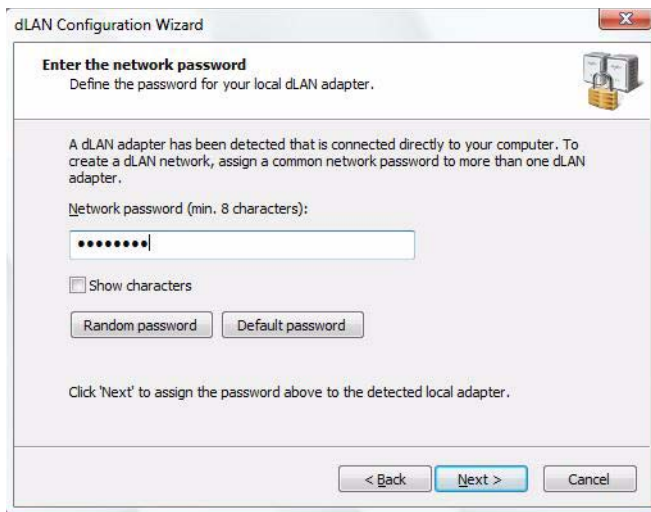 dLAN Configuration Wizard
Enter the network password
Define the password for your local dLAN adapter.
A dLAN adapter has been detected that is connected directly to your computer. To
create a dLAN network, assign a common network password to more than one dLAN
adapter.
Network password (min. 8 characters):
••••••••
Show characters
Random password Default password
Click 'Next' to assign the password above to the detected local adapter.
< Back Next > Cancel